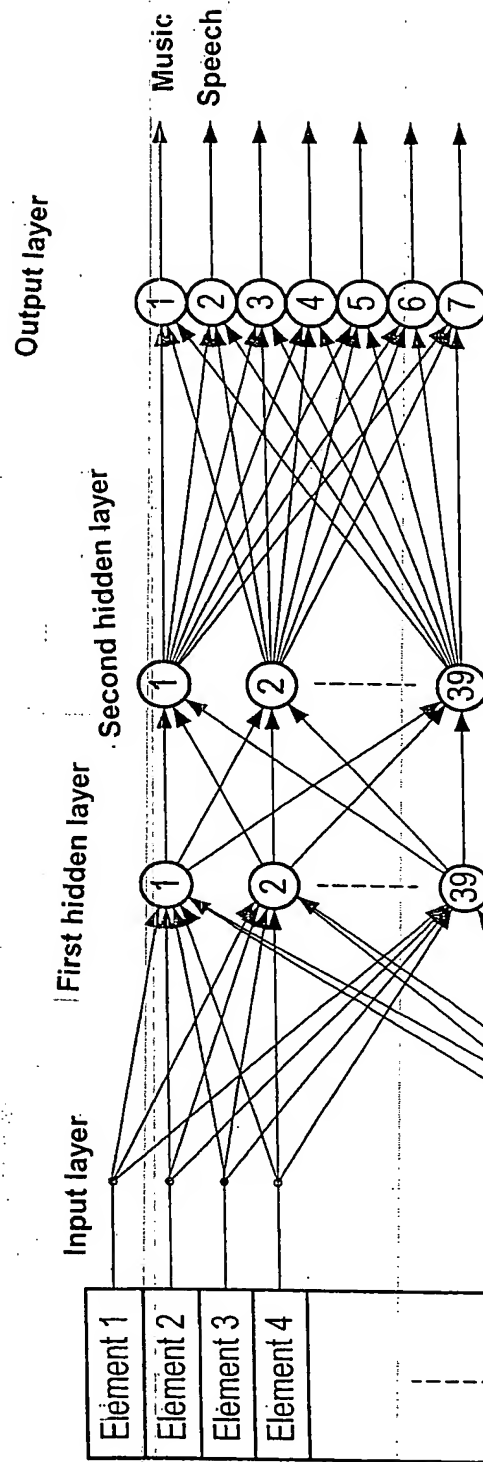 Input layer
First hidden layer
Second hidden layer
Output layer
Element 1
Element 2
Element 3
Element 4
1
2
39
1
2
39
1
2
3
4
5
6
7
Music
Speech